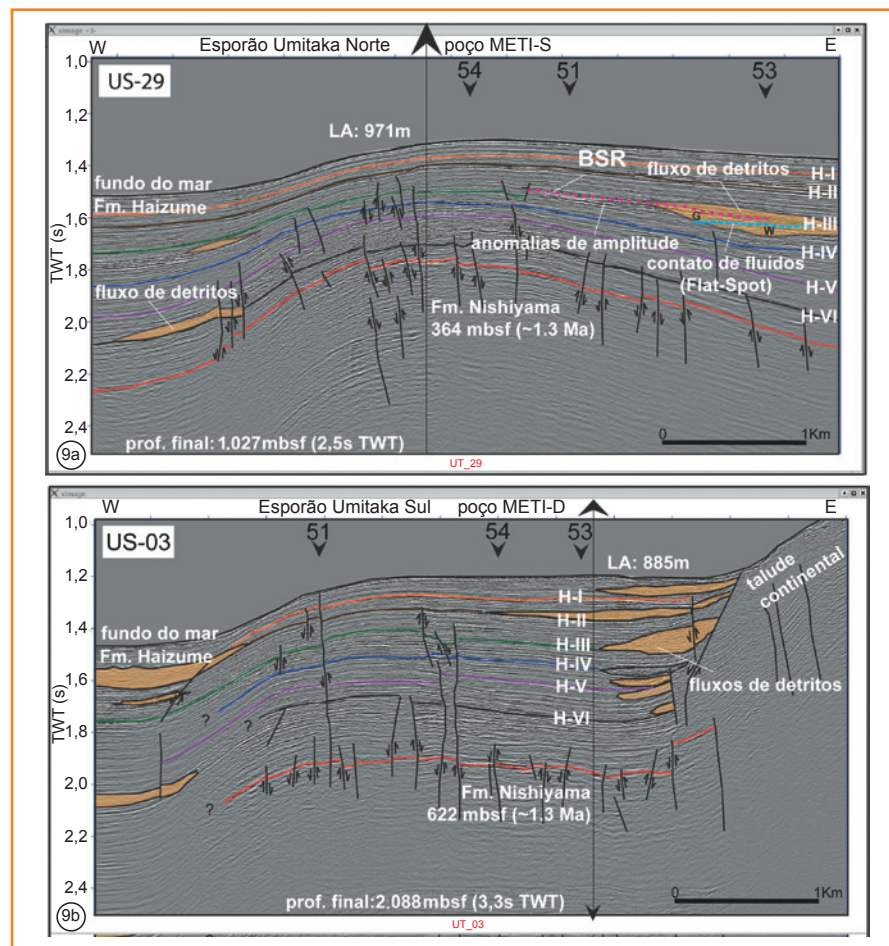 ximage -3-
W Esporão Umitaka Norte poço METI-S E
1,0
US-29
54 51 53
1,2
LA: 971m
1,4
BSR
fluxo de detritos
H-I
H-II
fundo do mar
Fm. Haizume
1,6
G
W
H-III
anomalias de amplitude
H-IV
contato de fluidos
(Flat-Spot)
H-V
TWT (s)
1,8
fluxo de detritos
Fm. Nishiyama
364 mbsf (~1.3 Ma)
H-VI
2,0
2,2
2,4
prof. final: 1.027mbsf (2,5s TWT)
0 1Km
9a
UT_29
ximage
W Esporão Umitaka Sul poço METI-D E
1,0
US-03
51 54 53
1,2
LA: 885m
talude
continental
H-I
H-II
1,4
fundo do mar
Fm. Haizume
H-III
1,6
H-IV
H-V
fluxos de detritos
TWT (s)
?
?
H-VI
1,8
2,0
?
Fm. Nishiyama
622 mbsf (~1.3 Ma)
2,2
2,4
prof. final:2.088mbsf (3,3s TWT)
0 1Km
9b
UT_03